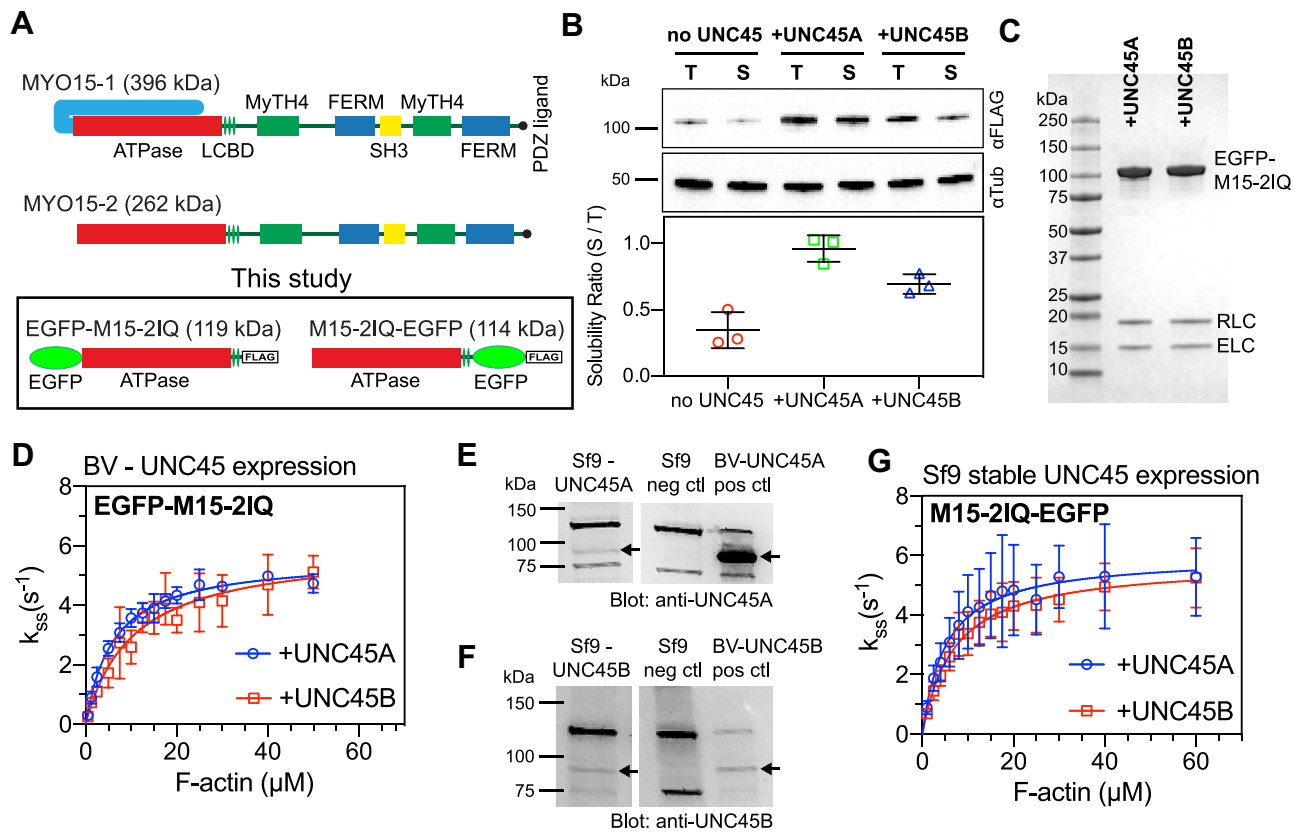 A
MYO15-1 (396 kDa)
MyTH4
FERM
MyTH4
ATPase
LCBD
SH3
FERM
PDZ ligand
MYO15-2 (262 kDa)
This study
EGFP-M15-2IQ (119 kDa)
M15-2IQ-EGFP (114 kDa)
FLAG
FLAG
EGFP
ATPase
ATPase
EGFP
B
no UNC45 +UNC45A +UNC45B
kDa
T S T S T S
100
αFLAG
50
αTub
Solubility Ratio (S / T)
1.0
0.5
0.0
no UNC45 +UNC45A +UNC45B
C
+UNC45A
+UNC45B
kDa
250
150
100
75
50
37
25
20
15
10
EGFP-
M15-2IQ
RLC
ELC
D
BV - UNC45 expression
EGFP-M15-2IQ
8
6
4
2
0
kss(s⁻¹)
+UNC45A
+UNC45B
0 20 40 60
F-actin (µM)
E
Sf9 -
UNC45A
Sf9
neg ctl
BV-UNC45A
pos ctl
kDa
150
100
75
Blot: anti-UNC45A
F
Sf9 -
UNC45B
Sf9
neg ctl
BV-UNC45B
pos ctl
150
100
75
Blot: anti-UNC45B
G
Sf9 stable UNC45 expression
M15-2IQ-EGFP
8
6
4
2
0
kss(s⁻¹)
+UNC45A
+UNC45B
0 20 40 60
F-actin (µM)